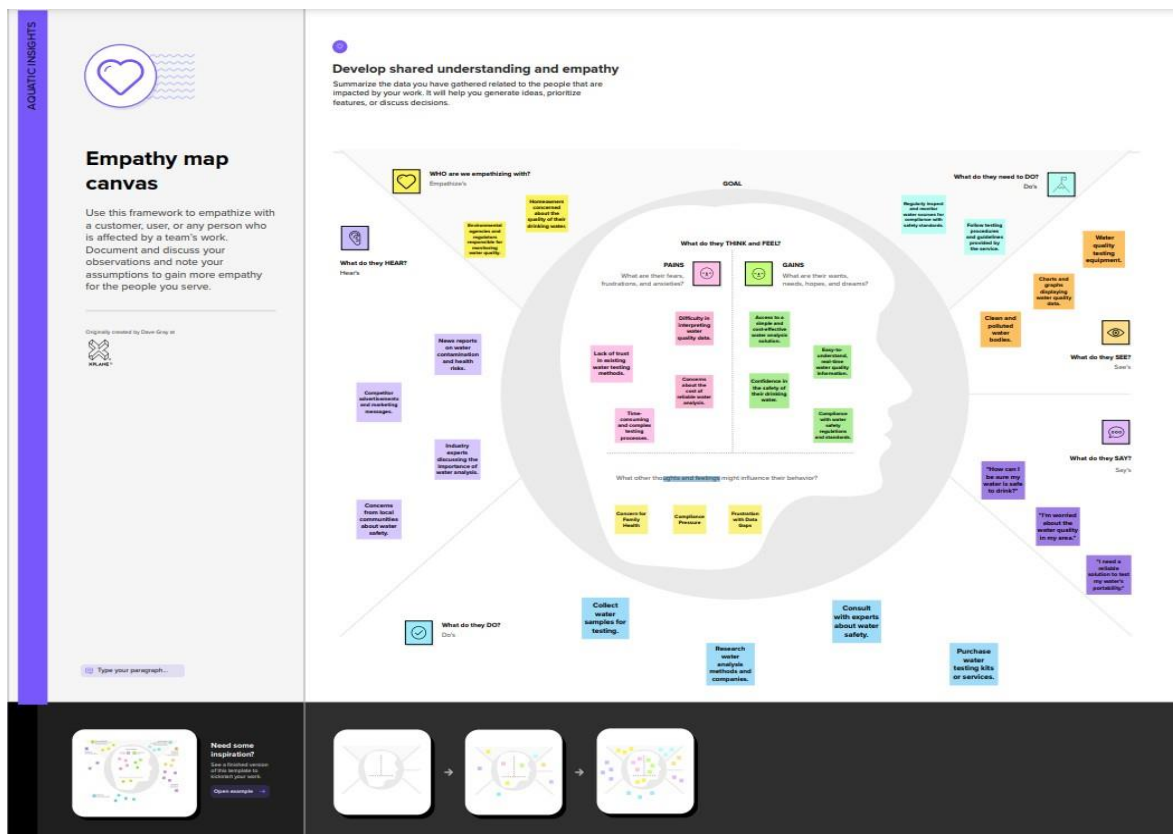 AQUATIC INSIGHTS
Empathy map
canvas
Use this framework to empathize with
a customer, user, or any person who
is affected by a team's work.
Document and discuss your
observations and note your
assumptions to gain more empathy
for the people you serve.
Originally created by Dave Gray at
XPLANE
Type your paragraph...
Develop shared understanding and empathy
Summarize the data you have gathered related to the people that are
impacted by your work. It will help you generate ideas, prioritize
features, or discuss decisions.
WHO are we empathizing with?
Empathize's
Homeowners
concerned
about the
quality of their
drinking water.
Environmental
agencies and
regulators
responsible for
monitoring
water quality.
GOAL
What do they need to DO?
Do's
Regularly inspect
and monitor
water sources for
compliance with
safety standards.
Follow testing
procedures
and guidelines
provided by
the service.
What do they HEAR?
Hear's
News reports
on water
contamination
and health
risks.
Competitor
advertisements
and marketing
messages.
Industry
experts
discussing the
importance of
water analysis.
Concerns
from local
communities
about water
safety.
What do they THINK and FEEL?
PAINS
What are their fears,
frustrations, and anxieties?
Difficulty in
interpreting
water
quality data.
Lack of trust
in existing
water testing
methods.
Concerns
about the
cost of
reliable water
analysis.
Time-
consuming
and complex
testing
processes.
GAINS
What are their wants,
needs, hopes, and dreams?
Access to a
simple and
cost-effective
water analysis
solution.
Easy-to-
understand,
real-time
water quality
information.
Confidence in
the safety of
their drinking
water.
Compliance
with water
safety
regulations
and standards.
What other thoughts and feelings might influence their behavior?
Concern for
Family
Health
Compliance
Pressure
Frustration
with Data
Gaps
Water
quality
testing
equipment.
Charts and
graphs
displaying
water quality
data.
Clean and
polluted
water
bodies.
What do they SEE?
See's
What do they SAY?
Say's
"How can I
be sure my
water is safe
to drink?"
"I'm worried
about the
water quality
in my area."
"I need a
reliable
solution to test
my water's
portability."
What do they DO?
Do's
Collect
water
samples for
testing.
Research
water
analysis
methods and
companies.
Consult
with experts
about water
safety.
Purchase
water
testing kits
or services.
Need some
inspiration?
See a finished version
of this template to
kickstart your work.
Open example